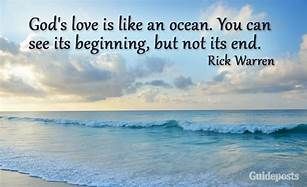 God's love is like an ocean. You can
see its beginning, but not its end.
Rick Warren
Guideposts